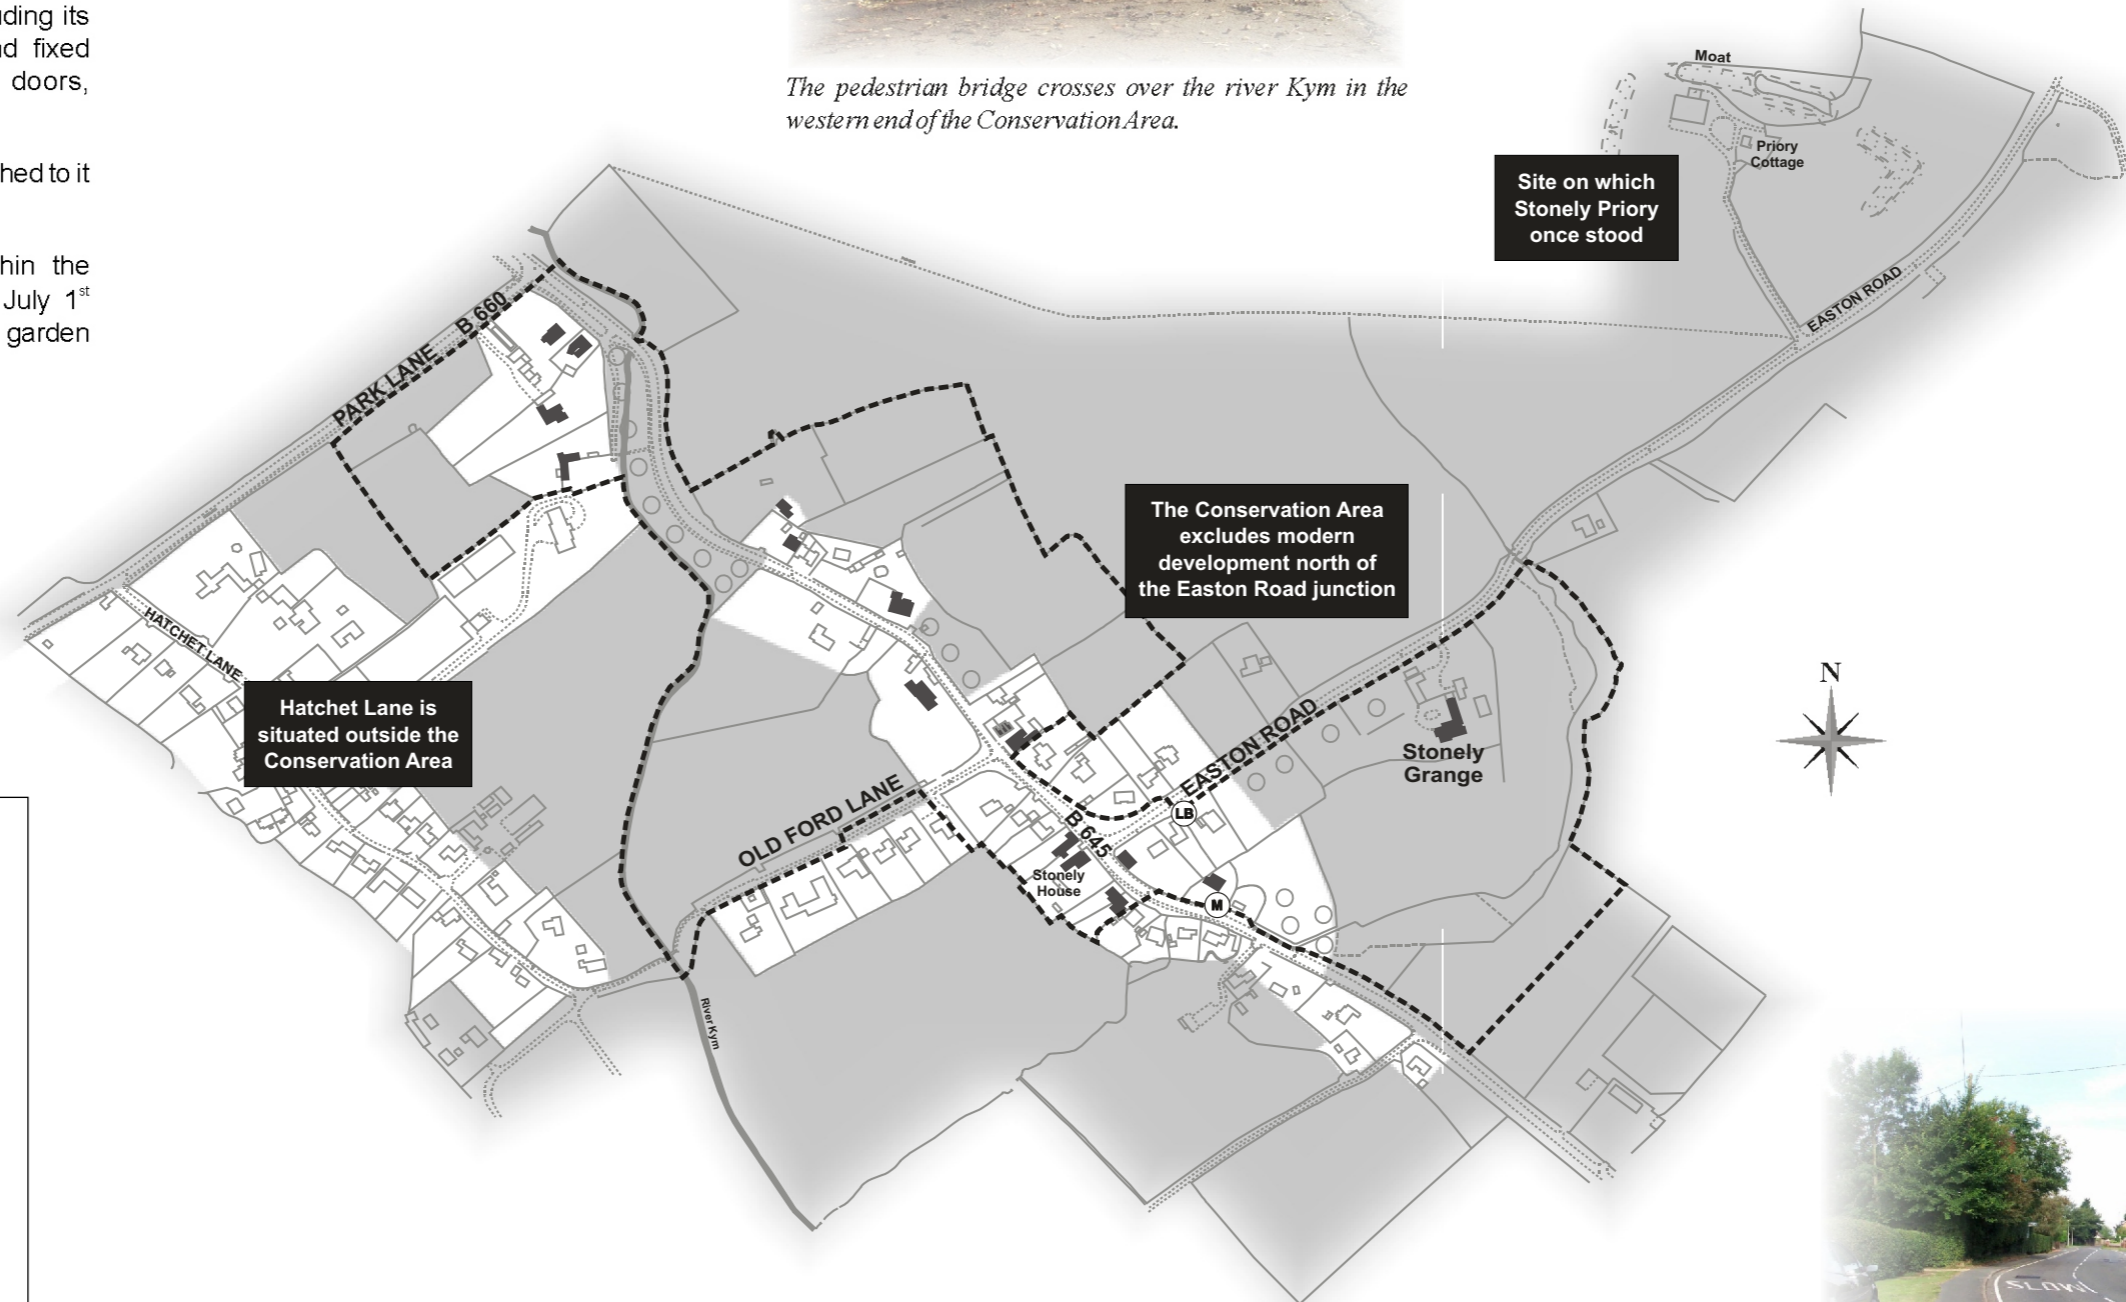 uding its
nd fixed
doors,
hed to it
hin the
July 1st
garden
The pedestrian bridge crosses over the river Kym in the
western end of the Conservation Area.
Moat
Priory
Cottage
Site on which
Stonely Priory
once stood
EASTON ROAD
B 660
PARK LANE
The Conservation Area
excludes modern
development north of
the Easton Road junction
HATCHET LANE
Hatchet Lane is
situated outside the
Conservation Area
N
EASTON ROAD
Stonely
Grange
OLD FORD LANE
LB
B 645
Stonely
House
M
River Kym
SLOW